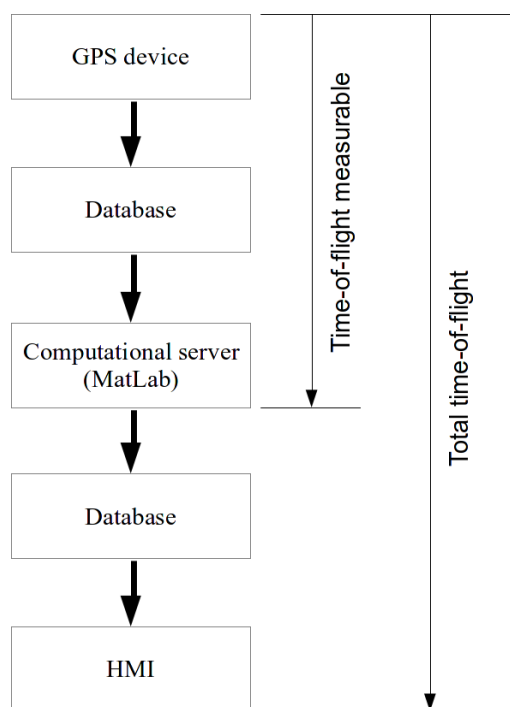 GPS device
Database
Computational server
(MatLab)
Database
HMI
Time-of-flight measurable
Total time-of-flight